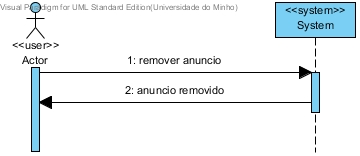 Visual Paradigm for UML Standard Edition(Universidade do Minho)
<<system>>
System
<<user>>
Actor
1: remover anuncio
2: anuncio removido